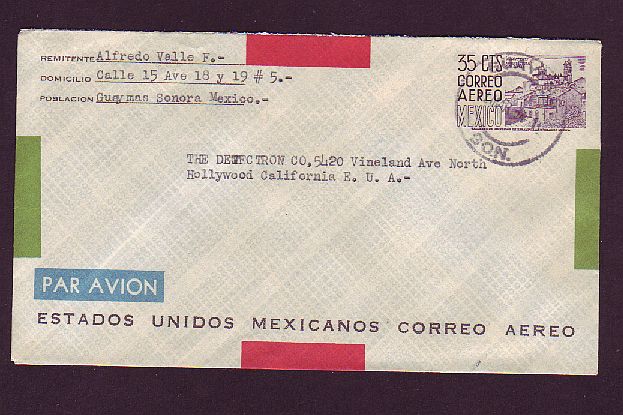 REMITENTE Alfredo Valle F.-
DOMICILIO Calle 15 Ave 18 y 19 # 5.-
POBLACION Guaymas Sonora Mexico.-
35 CTS
CORREO
AEREO
MEXICO
SON.
THE DETECTRON CO,5420 Vineland Ave North
Hollywood California E. U. A.-
PAR AVION
ESTADOS UNIDOS MEXICANOS CORREO AEREO